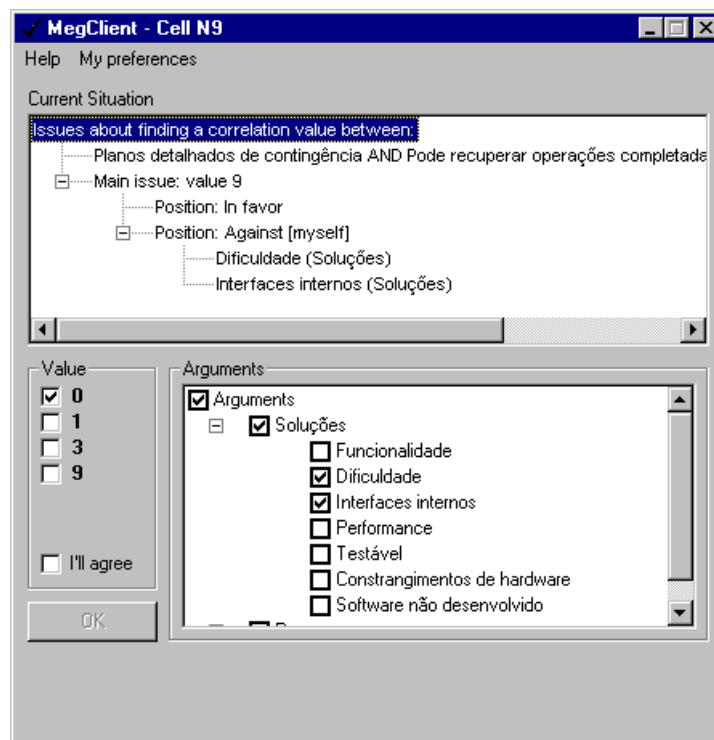 MegClient - Cell N9
Help My preferences
Current Situation
Issues about finding a correlation value between:
Planos detalhados de contingência AND Pode recuperar operações completada
Main issue: value 9
Position: In favor
Position: Against [myself]
Dificuldade (Soluções)
Interfaces internos (Soluções)
Value
0
1
3
9
I'll agree
OK
Arguments
Arguments
Soluções
Funcionalidade
Dificuldade
Interfaces internos
Performance
Testável
Constrangimentos de hardware
Software não desenvolvido